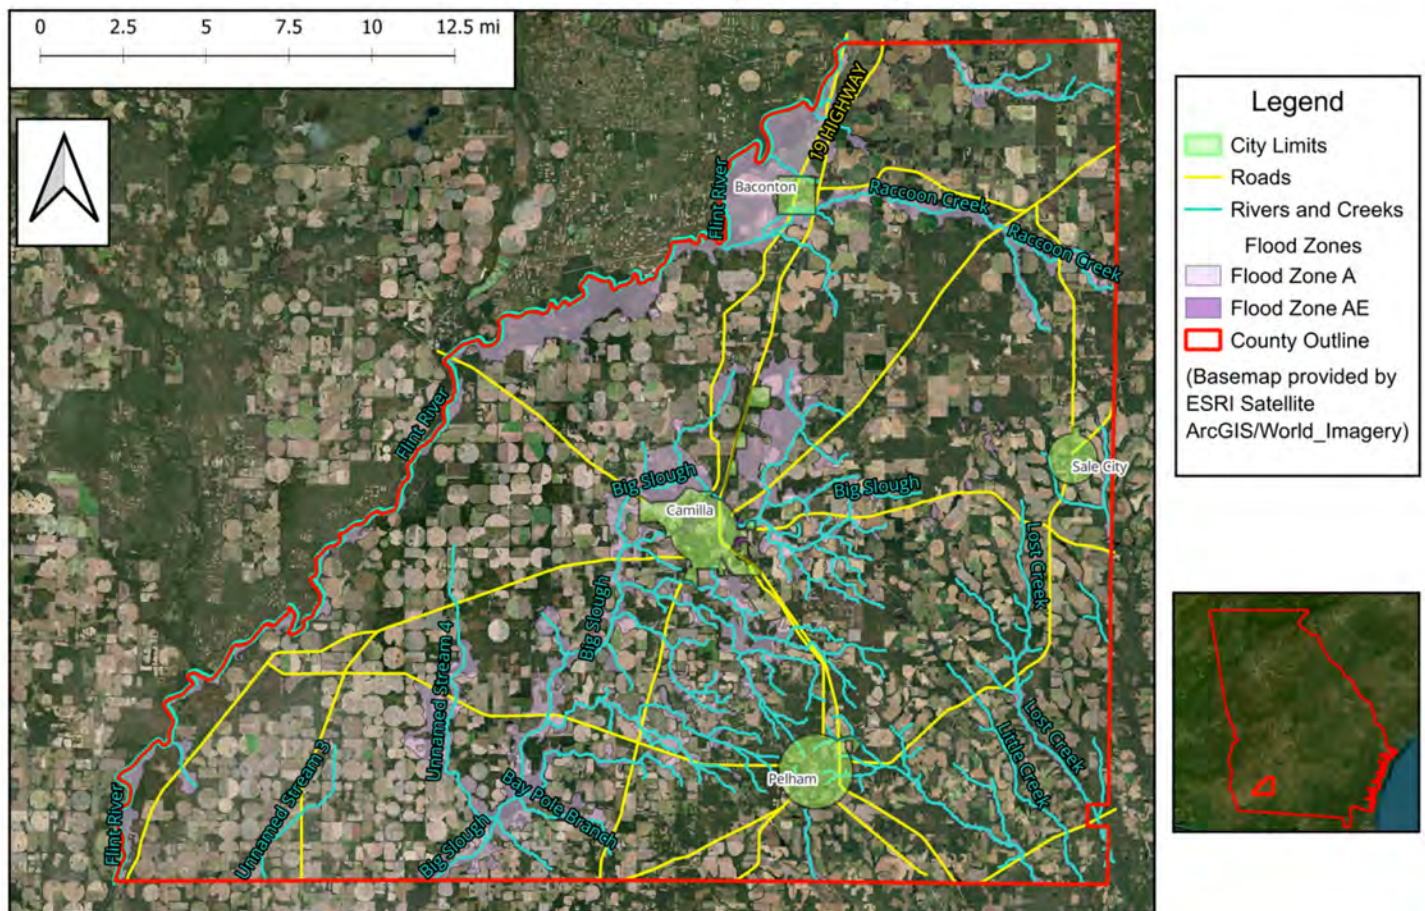 0 2.5 5 7.5 10 12.5 mi
19 HIGHWAY
Flint River
Baconton
Raccoon Creek
Raccoon Creek
Flint River
Big Slough
Big Slough
Camilla
Sale City
Lost Creek
Big Slough
Unnamed Stream 4
Lost Creek
Little Creek
Unnamed Stream 3
Pelham
Bay Pole Branch
Flint River
Big Slough
Legend
City Limits
Roads
Rivers and Creeks
Flood Zones
Flood Zone A
Flood Zone AE
County Outline
(Basemap provided by
ESRI Satellite
ArcGIS/World_Imagery)